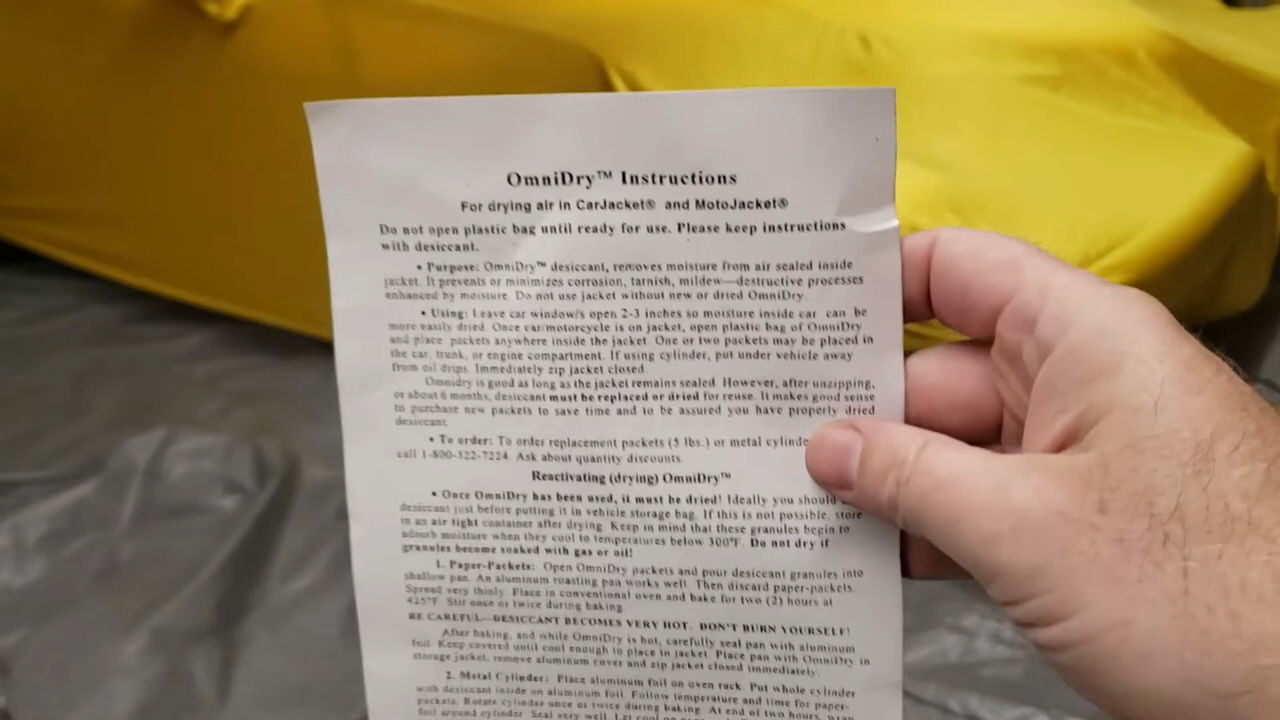 OmniDry™ Instructions
For drying air in CarJacket® and MotoJacket®
Do not open plastic bag until ready for use. Please keep instructions
with desiccant.
• Purpose: OmniDry™ desiccant, removes moisture from air sealed inside
jacket. It prevents or minimizes corrosion, tarnish, mildew—destructive processes
enhanced by moisture. Do not use jacket without new or dried OmniDry.
• Using: Leave car window/s open 2-3 inches so moisture inside car can be
more easily dried. Once car/motorcycle is on jacket, open plastic bag of OmniDry
and place packets anywhere inside the jacket. One or two packets may be placed in
the car, trunk, or engine compartment. If using cylinder, put under vehicle away
from oil drips. Immediately zip jacket closed.
Omnidry is good as long as the jacket remains sealed. However, after unzipping,
or about 6 months, desiccant must be replaced or dried for reuse. It makes good sense
to purchase new packets to save time and to be assured you have properly dried
desiccant.
• To order: To order replacement packets (5 lbs.) or metal cylinde
call 1-800-522-7224. Ask about quantity discounts.
Reactivating (drying) OmniDry™
• Once OmniDry has been used, it must be dried! Ideally you should
desiccant just before putting it in vehicle storage bag. If this is not possible, store
in an air tight container after drying. Keep in mind that these granules begin to
adsorb moisture when they cool to temperatures below 300°F. Do not dry if
granules become soaked with gas or oil!
1. Paper-Packets: Open OmniDry packets and pour desiccant granules into
shallow pan. An aluminum roasting pan works well. Then discard paper-packets.
Spread very thinly. Place in conventional oven and bake for two (2) hours at
425°F. Stir once or twice during baking.
BE CAREFUL—DESICCANT BECOMES VERY HOT. DON'T BURN YOURSELF!
After baking, and while OmniDry is hot, carefully seal pan with aluminum
foil. Keep covered until cool enough to place in jacket. Place pan with OmniDry in
storage jacket, remove aluminum cover and zip jacket closed immediately.
2. Metal Cylinder: Place aluminum foil on oven rack. Put whole cylinder
with desiccant inside on aluminum foil. Follow temperature and time for paper-
packets. Rotate cylinder once or twice during baking. At end of two hours, wrap
foil around cylinder. Seal very well. Let cool